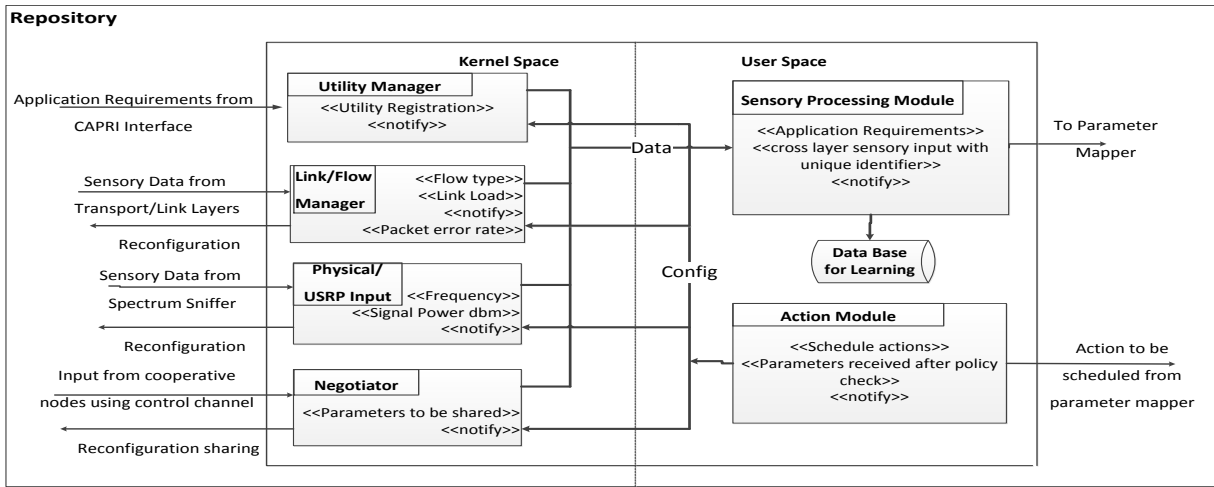 Repository
Kernel Space
User Space
Application Requirements from
CAPRI Interface
Utility Manager
<<Utility Registration>>
<<notify>>
Sensory Data from
Transport/Link Layers
Reconfiguration
Link/Flow
Manager
<<Flow type>>
<<Link Load>>
<<notify>>
<<Packet error rate>>
Sensory Data from
Spectrum Sniffer
Reconfiguration
Physical/
USRP Input
<<Frequency>>
<<Signal Power dbm>>
<<notify>>
Input from cooperative
nodes using control channel
Reconfiguration sharing
Negotiator
<<Parameters to be shared>>
<<notify>>
Data
Config
Sensory Processing Module
<<Application Requirements>>
<<cross layer sensory input with
unique identifier>>
<<notify>>
To Parameter
Mapper
Data Base
for Learning
Action Module
<<Schedule actions>>
<<Parameters received after policy
check>>
<<notify>>
Action to be
scheduled from
parameter mapper